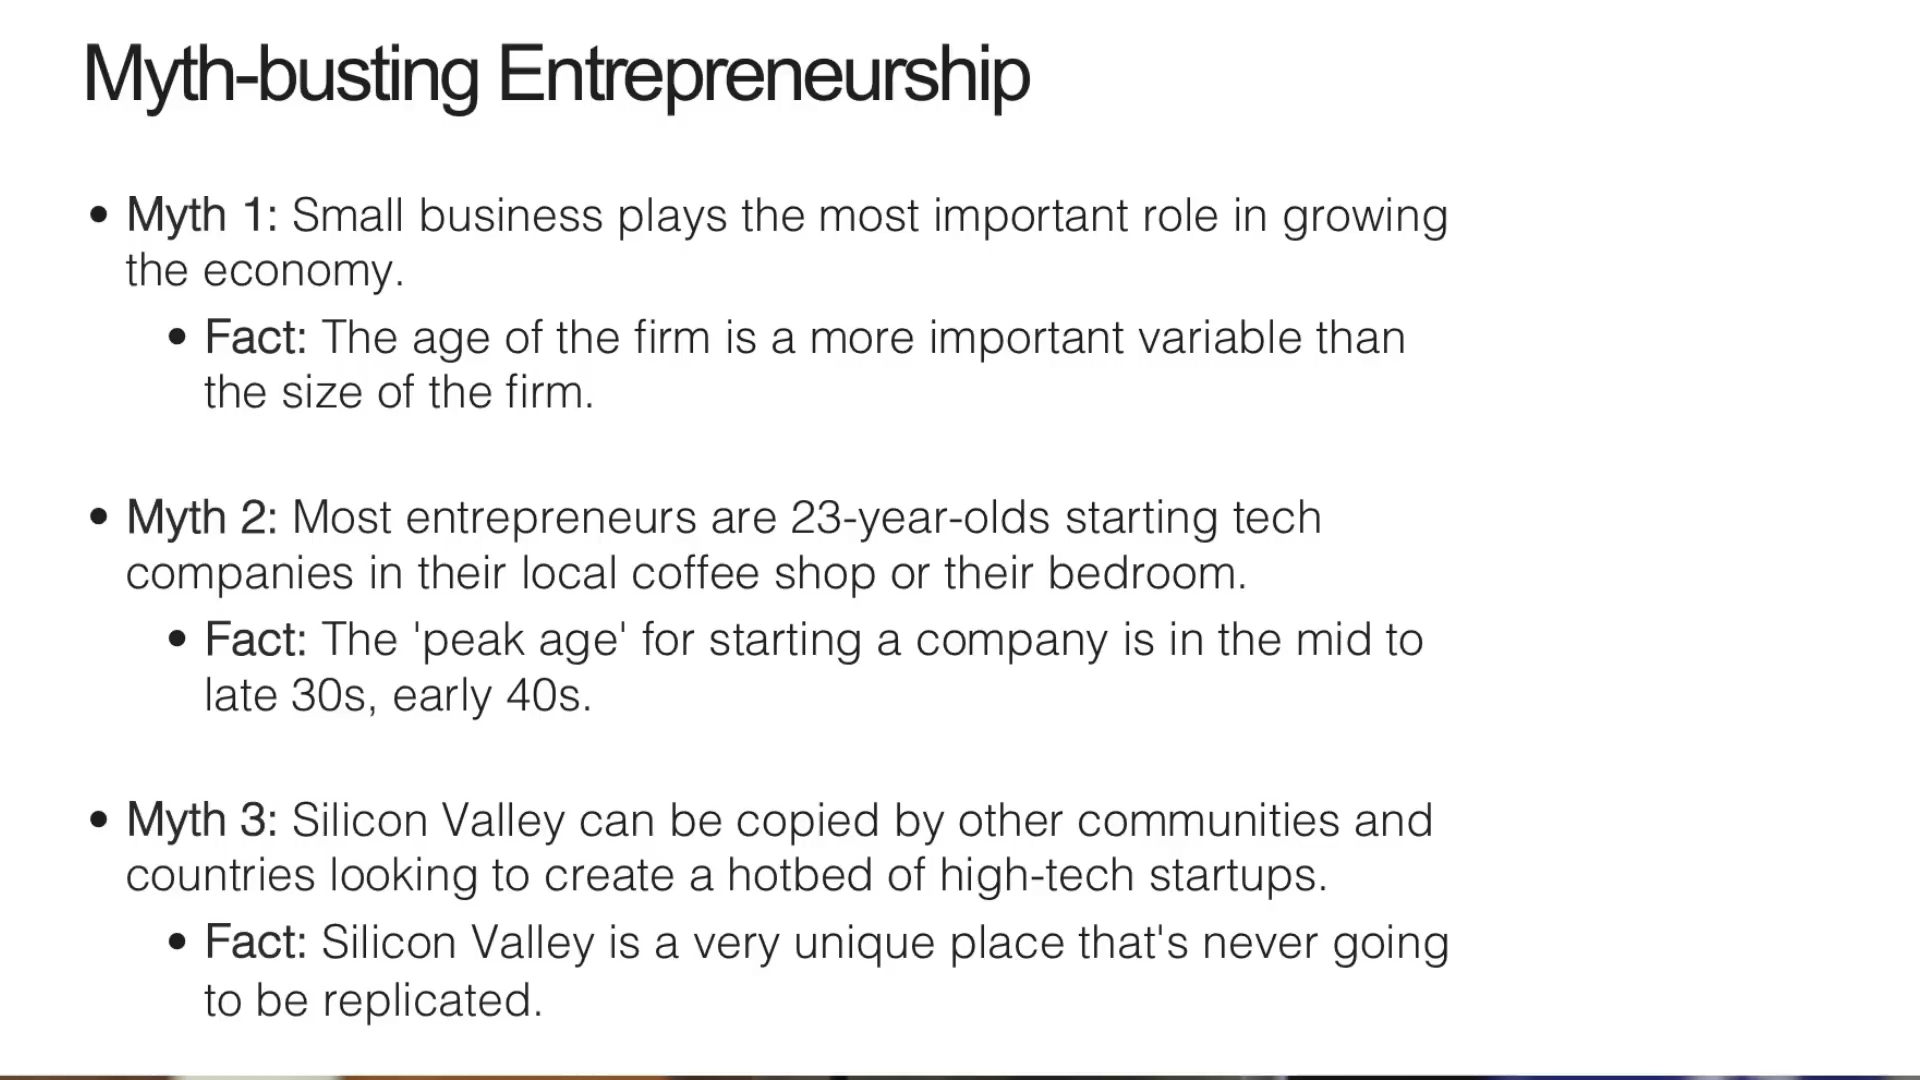 Myth-busting Entrepreneurship
• Myth 1: Small business plays the most important role in growing
the economy.
• Fact: The age of the firm is a more important variable than
the size of the firm.
• Myth 2: Most entrepreneurs are 23-year-olds starting tech
companies in their local coffee shop or their bedroom.
• Fact: The 'peak age' for starting a company is in the mid to
late 30s, early 40s.
• Myth 3: Silicon Valley can be copied by other communities and
countries looking to create a hotbed of high-tech startups.
• Fact: Silicon Valley is a very unique place that's never going
to be replicated.